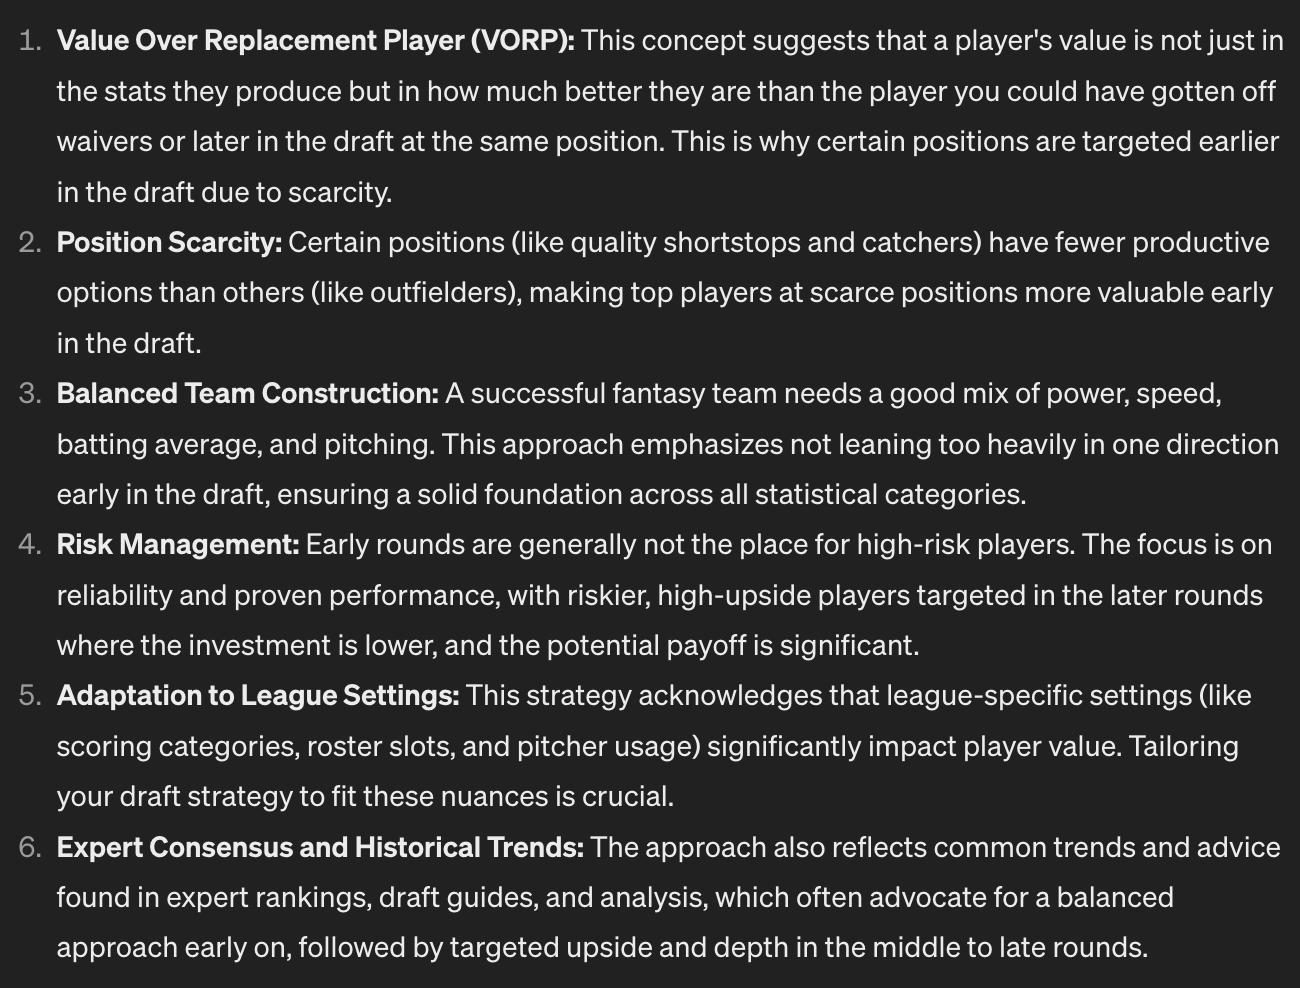 1. Value Over Replacement Player (VORP): This concept suggests that a player's value is not just in
the stats they produce but in how much better they are than the player you could have gotten off
waivers or later in the draft at the same position. This is why certain positions are targeted earlier
in the draft due to scarcity.
2. Position Scarcity: Certain positions (like quality shortstops and catchers) have fewer productive
options than others (like outfielders), making top players at scarce positions more valuable early
in the draft.
3. Balanced Team Construction: A successful fantasy team needs a good mix of power, speed,
batting average, and pitching. This approach emphasizes not leaning too heavily in one direction
early in the draft, ensuring a solid foundation across all statistical categories.
4. Risk Management: Early rounds are generally not the place for high-risk players. The focus is on
reliability and proven performance, with riskier, high-upside players targeted in the later rounds
where the investment is lower, and the potential payoff is significant.
5. Adaptation to League Settings: This strategy acknowledges that league-specific settings (like
scoring categories, roster slots, and pitcher usage) significantly impact player value. Tailoring
your draft strategy to fit these nuances is crucial.
6. Expert Consensus and Historical Trends: The approach also reflects common trends and advice
found in expert rankings, draft guides, and analysis, which often advocate for a balanced
approach early on, followed by targeted upside and depth in the middle to late rounds.